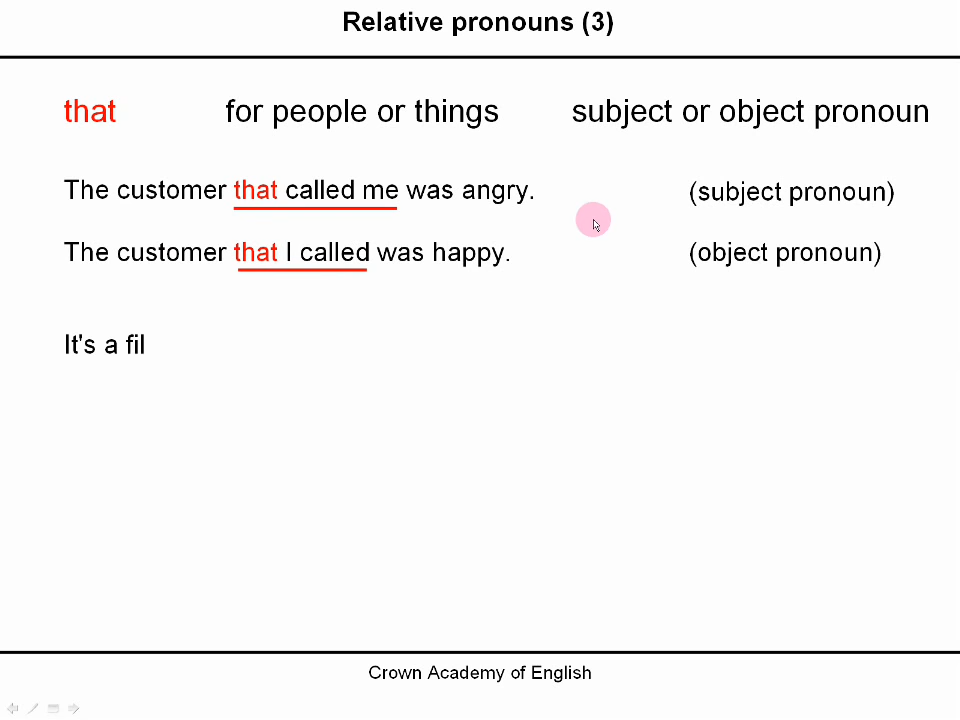 Relative pronouns (3)
that for people or things subject or object pronoun
The customer that called me was angry. (subject pronoun)
The customer that I called was happy. (object pronoun)
It's a fil
Crown Academy of English